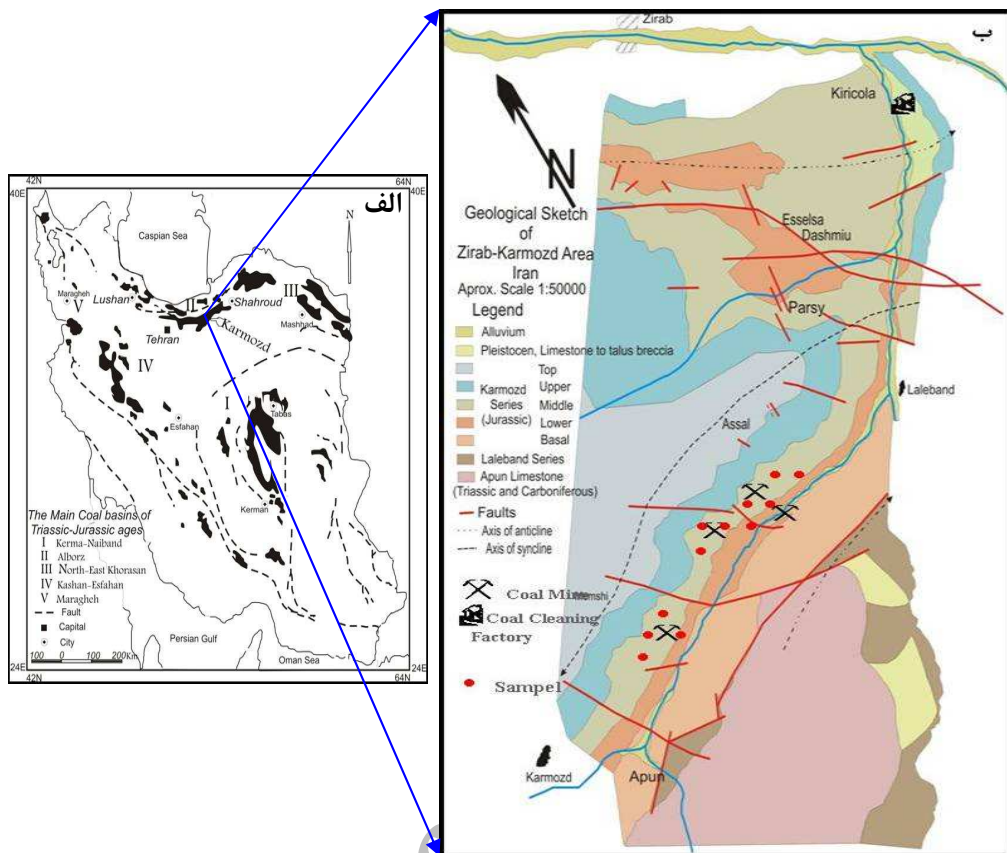 الف
42N
64N
40E
40E
N
Caspian Sea
Maragheh
V
Lushan
II
Shahroud
III
Mashhad
Karmozd
Tehran
IV
I
Tabas
Esfahan
Kerman
The Main Coal basins of
Triassic-Jurassic ages
I Kerma-Naiband
II Alborz
III North-East Khorasan
IV Kashan-Esfahan
V Maragheh
Fault
Capital
City
Persian Gulf
Oman Sea
100 0 100 200Km
24E
24E
42N
64N
ب
Zirab
Kiricola
N
Geological Sketch
of
Zirab-Karmozd Area
Iran
Aprox. Scale 1:50000
Legend
Alluvium
Pleistocen, Limestone to talus breccia
Top
Karmozd Upper
Series Middle
(Jurassic) Lower
Basal
Laleband Series
Apun Limestone
(Triassic and Carboniferous)
Faults
Axis of anticline
Axis of syncline
Coal Mine
Coal Cleaning
Factory
Sampel
Esselsa
Dashmiu
Parsy
Laleband
Assal
Karmozd
Apun